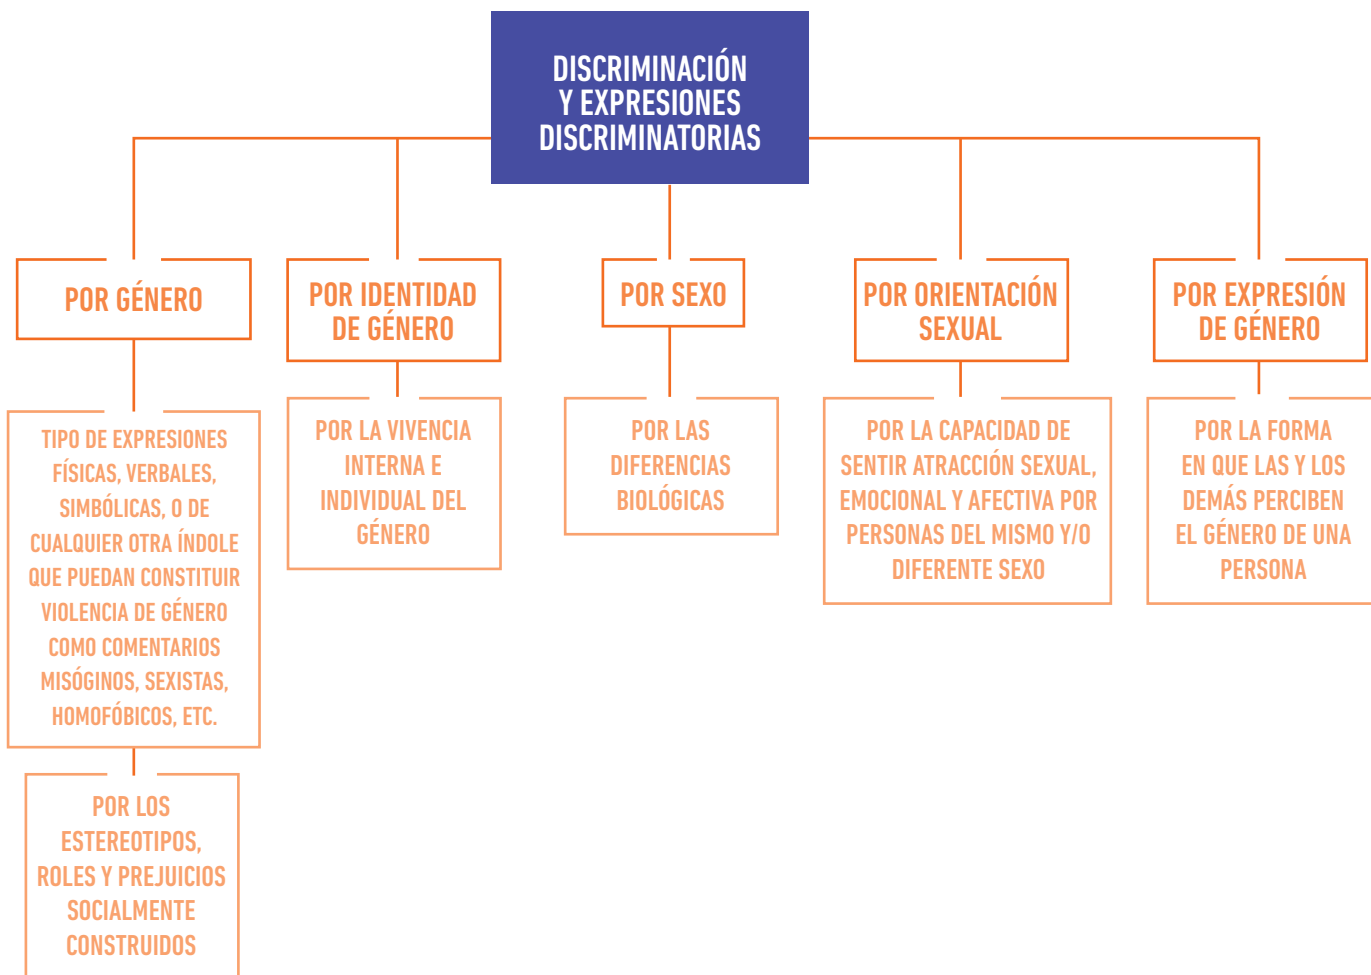 DISCRIMINACIÓN
Y EXPRESIONES
DISCRIMINATORIAS
POR GÉNERO
TIPO DE EXPRESIONES
FÍSICAS, VERBALES,
SIMBÓLICAS, O DE
CUALQUIER OTRA ÍNDOLE
QUE PUEDAN CONSTITUIR
VIOLENCIA DE GÉNERO
COMO COMENTARIOS
MISÓGINOS, SEXISTAS,
HOMOFÓBICOS, ETC.
POR LOS
ESTEREOTIPOS,
ROLES Y PREJUICIOS
SOCIALMENTE
CONSTRUIDOS
POR IDENTIDAD
DE GÉNERO
POR LA VIVENCIA
INTERNA E
INDIVIDUAL DEL
GÉNERO
POR SEXO
POR LAS
DIFERENCIAS
BIOLÓGICAS
POR ORIENTACIÓN
SEXUAL
POR LA CAPACIDAD DE
SENTIR ATRACCIÓN SEXUAL,
EMOCIONAL Y AFECTIVA POR
PERSONAS DEL MISMO Y/O
DIFERENTE SEXO
POR EXPRESIÓN
DE GÉNERO
POR LA FORMA
EN QUE LAS Y LOS
DEMÁS PERCIBEN
EL GÉNERO DE UNA
PERSONA